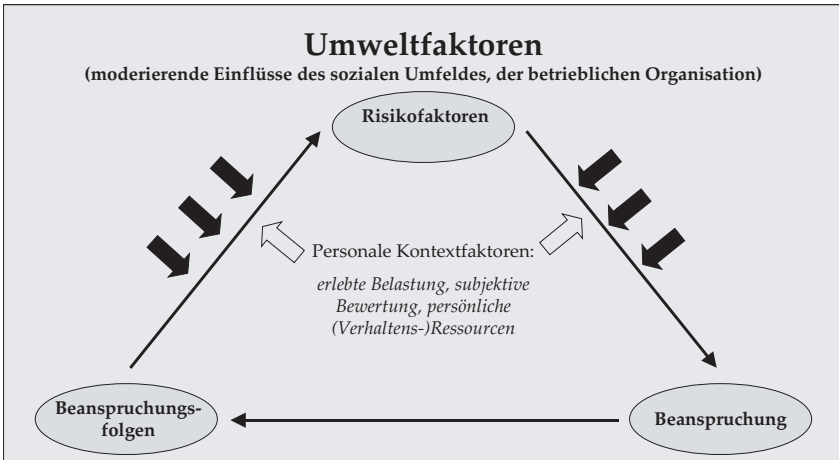 Umweltfaktoren
(moderierende Einflüsse des sozialen Umfeldes, der betrieblichen Organisation)
Risikofaktoren
Personale Kontextfaktoren:
erlebte Belastung, subjektive
Bewertung, persönliche
(Verhaltens-)Ressourcen
Beanspruchungs-
folgen
Beanspruchung